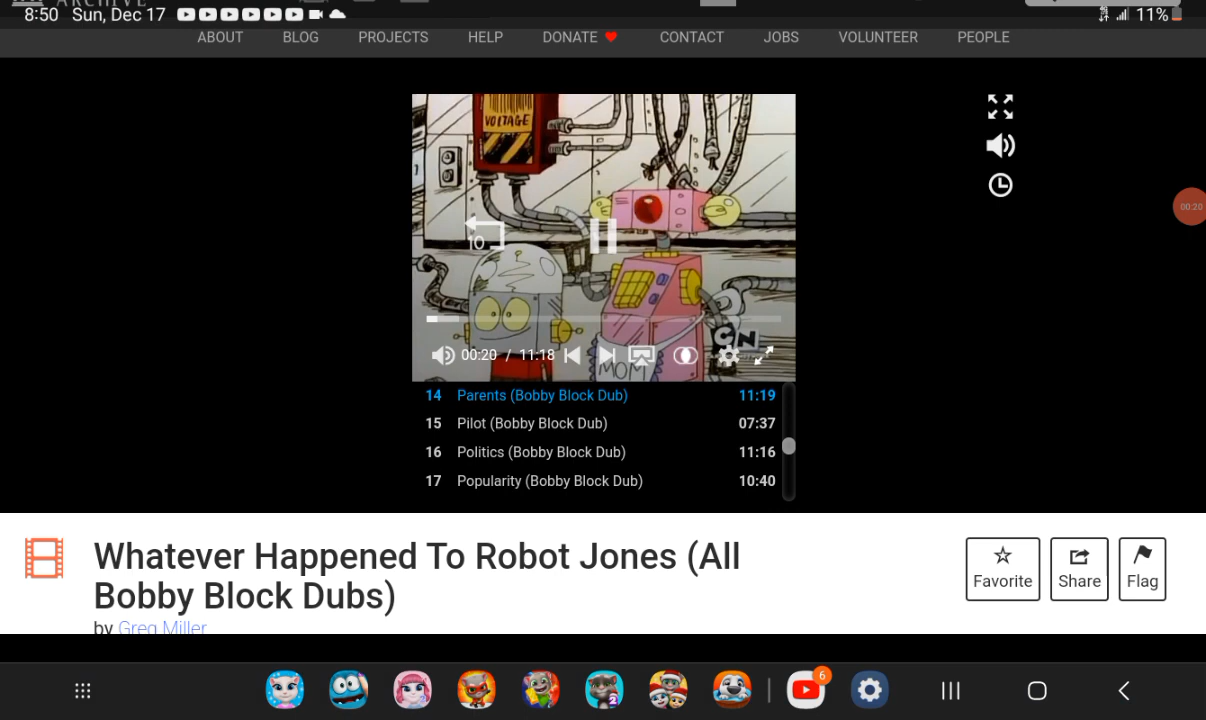 ARCHIVE
8:50 Sun, Dec 17
11%
ABOUT BLOG PROJECTS HELP DONATE CONTACT JOBS VOLUNTEER PEOPLE
VOLTAGE
10
00:20
CN
00:20 / 11:18
MOM
14 Parents (Bobby Block Dub) 11:19
15 Pilot (Bobby Block Dub) 07:37
16 Politics (Bobby Block Dub) 11:16
17 Popularity (Bobby Block Dub) 10:40
Whatever Happened To Robot Jones (All
Bobby Block Dubs)
Favorite Share Flag
by Greg Miller
2
6